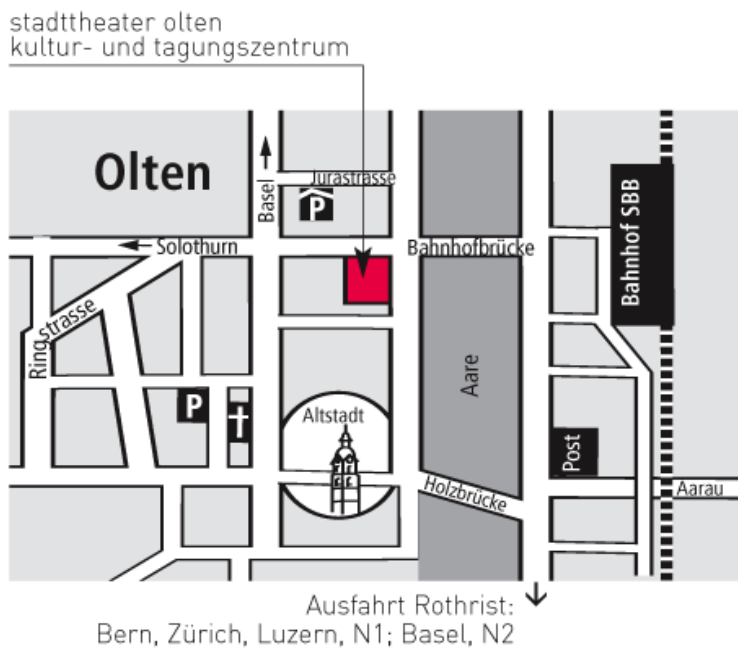 stadttheater olten
kultur- und tagungszentrum
Olten
Basel
Jurastrasse
P
Solothurn
Bahnhofbrücke
Bahnhof SBB
Ringstrasse
Aare
P
Altstadt
Post
Holzbrücke
Aarau
Ausfahrt Rothrist:
Bern, Zürich, Luzern, N1; Basel, N2